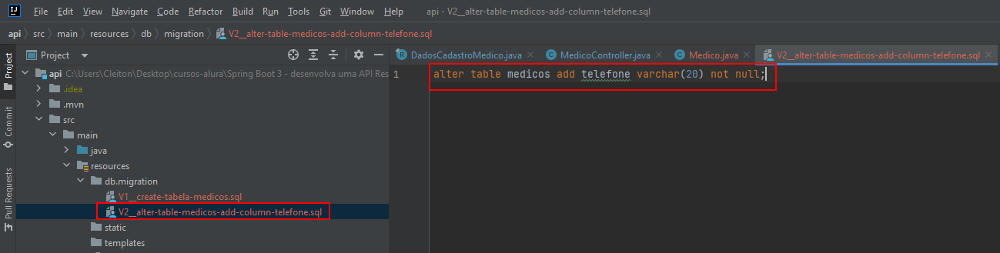 IJ File Edit View Navigate Code Refactor Build Run Tools Git Window Help api - V2__alter-table-medicos-add-column-telefone.sql
api src main resources db migration V2__alter-table-medicos-add-column-telefone.sql
Project
Project
DadosCadastroMedico.java MedicoController.java Medico.java V2__alter-table-medicos-add-column-telefone.sql
api C:\Users\Cleiton\Desktop\cursos-alura\Spring Boot 3 - desenvolva uma API Res
1 alter table medicos add telefone varchar(20) not null;
.idea
.mvn
Commit
src
main
java
resources
Pull Requests
db.migration
V1__create-tabela-medicos.sql
V2__alter-table-medicos-add-column-telefone.sql
static
templates